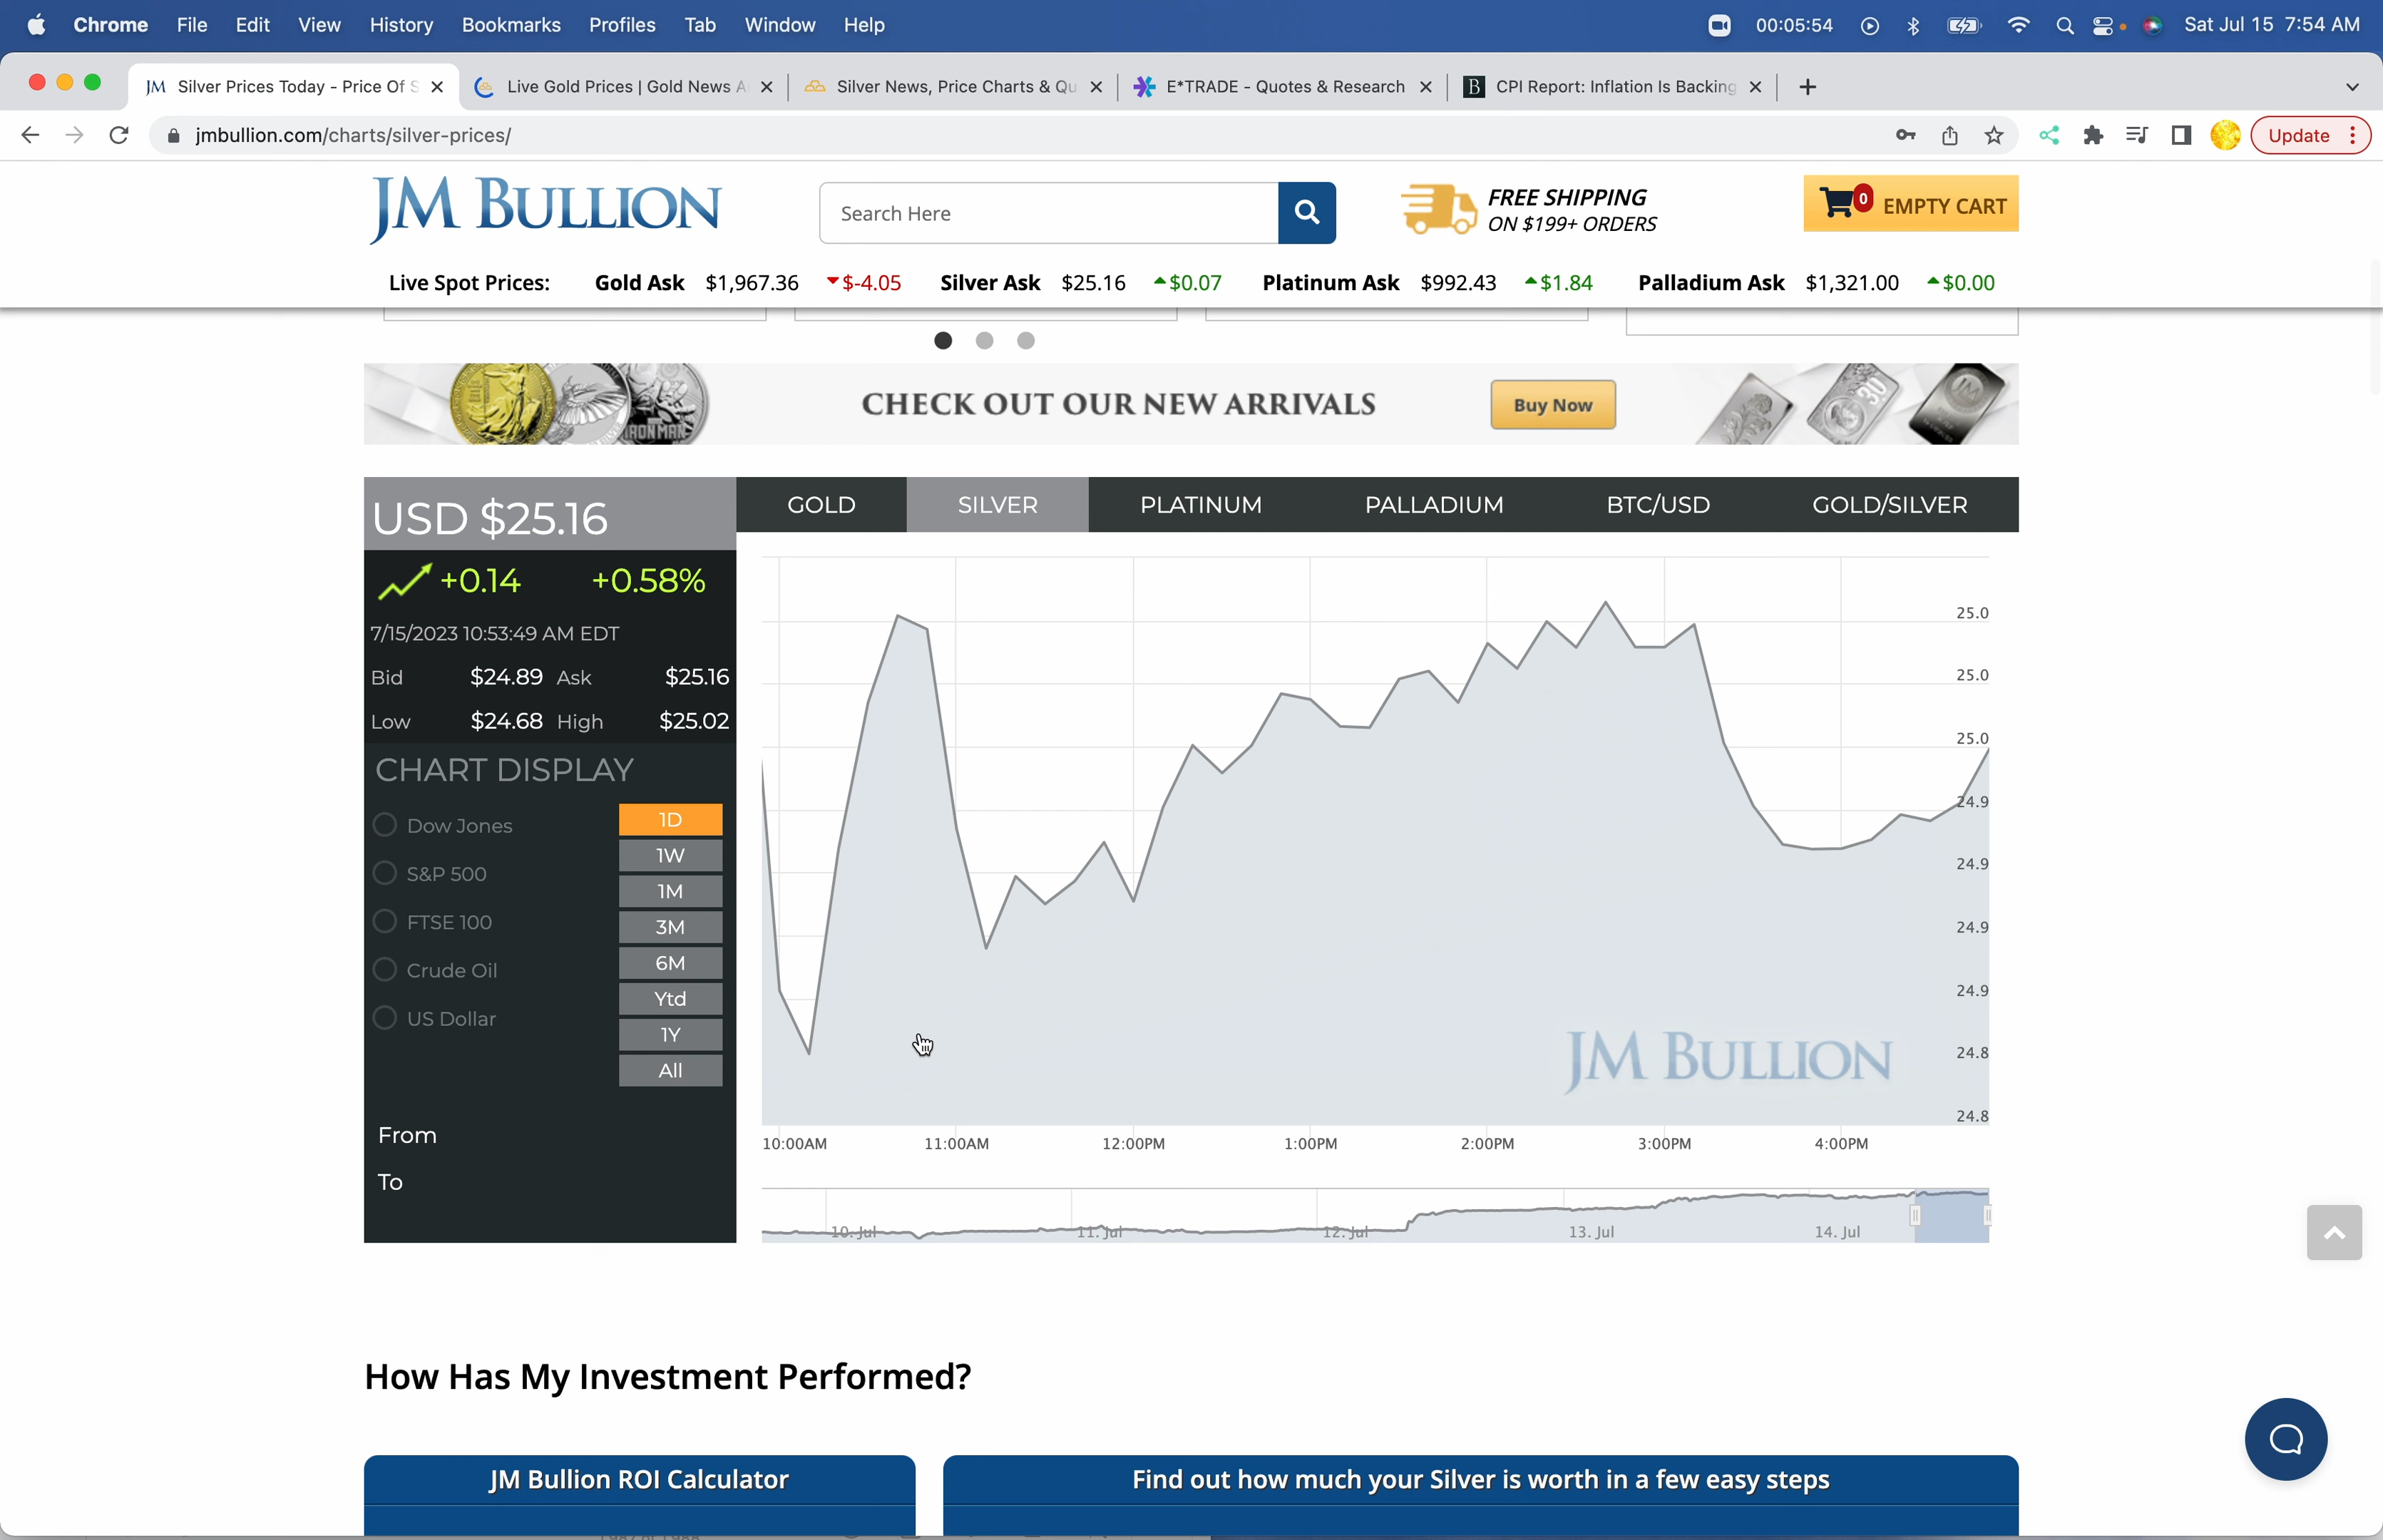 Chrome File Edit View History Bookmarks Profiles Tab Window Help 00:05:54 Sat Jul 15 7:54 AM
JM Silver Prices Today - Price Of S Live Gold Prices | Gold News A Silver News, Price Charts & Qu E*TRADE - Quotes & Research B CPI Report: Inflation Is Backing
jmbullion.com/charts/silver-prices/ Update
JM BULLION
Search Here
FREE SHIPPING
ON $199+ ORDERS
0 EMPTY CART
Live Spot Prices: Gold Ask $1,967.36 $-4.05 Silver Ask $25.16 $0.07 Platinum Ask $992.43 $1.84 Palladium Ask $1,321.00 $0.00
IRON MAN
CHECK OUT OUR NEW ARRIVALS
Buy Now
USD $25.16
GOLD SILVER PLATINUM PALLADIUM BTC/USD GOLD/SILVER
+0.14 +0.58%
7/15/2023 10:53:49 AM EDT
Bid $24.89 Ask $25.16
Low $24.68 High $25.02
CHART DISPLAY
Dow Jones
S&P 500
FTSE 100
Crude Oil
US Dollar
1D
1W
1M
3M
6M
Ytd
1Y
All
From
To
25.0
25.0
25.0
24.9
24.9
24.9
24.9
24.8
24.8
JM BULLION
10:00AM 11:00AM 12:00PM 1:00PM 2:00PM 3:00PM 4:00PM
10. Jul 11. Jul 12. Jul 13. Jul 14. Jul
How Has My Investment Performed?
JM Bullion ROI Calculator
Find out how much your Silver is worth in a few easy steps